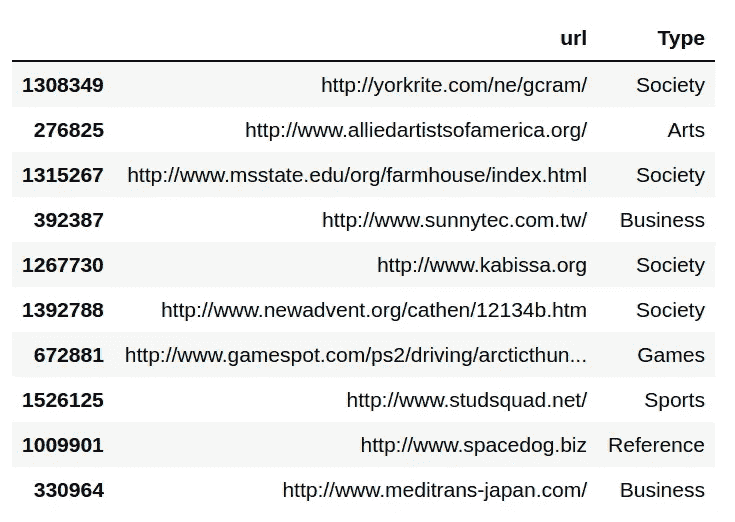 url Type
1308349 http://yorkrite.com/ne/gcram/ Society
276825 http://www.alliedartistsofamerica.org/ Arts
1315267 http://www.msstate.edu/org/farmhouse/index.html Society
392387 http://www.sunnytec.com.tw/ Business
1267730 http://www.kabissa.org Society
1392788 http://www.newadvent.org/cathen/12134b.htm Society
672881 http://www.gamespot.com/ps2/driving/arcticthun... Games
1526125 http://www.studsquad.net/ Sports
1009901 http://www.spacedog.biz Reference
330964 http://www.meditrans-japan.com/ Business